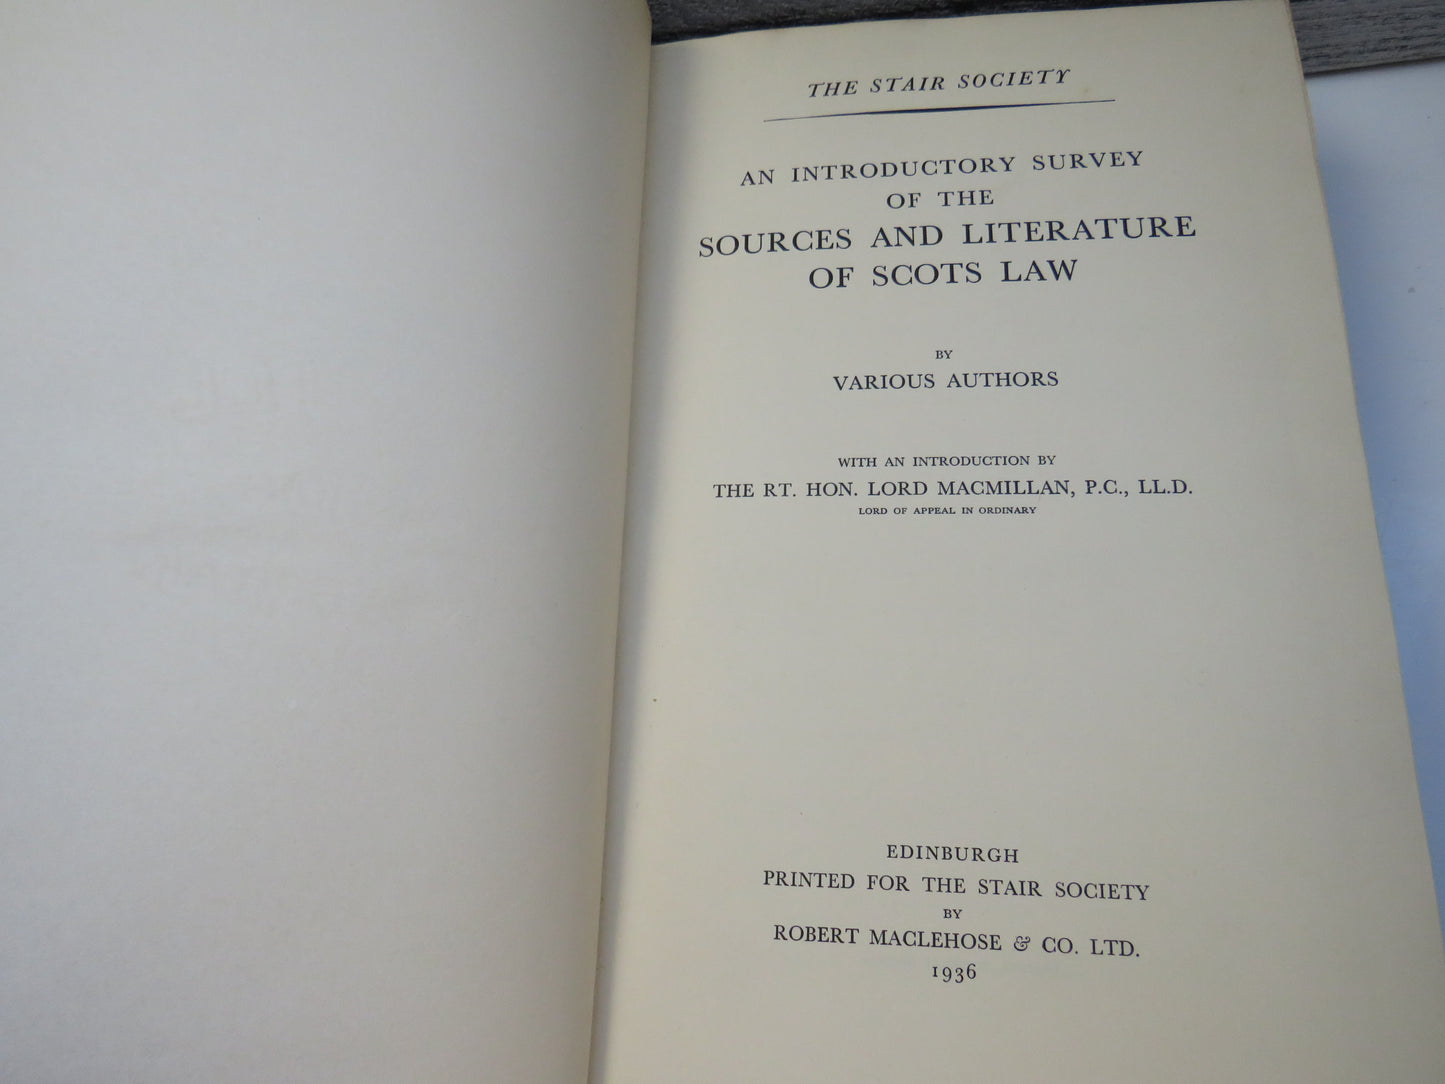 THE STAIR SOCIETY
AN INTRODUCTORY SURVEY
OF THE
SOURCES AND LITERATURE
OF SCOTS LAW
BY
VARIOUS AUTHORS
WITH AN INTRODUCTION BY
THE RT. HON. LORD MACMILLAN, P.C., LL.D.
LORD OF APPEAL IN ORDINARY
EDINBURGH
PRINTED FOR THE STAIR SOCIETY
BY
ROBERT MACLEHOSE & CO. LTD.
1936